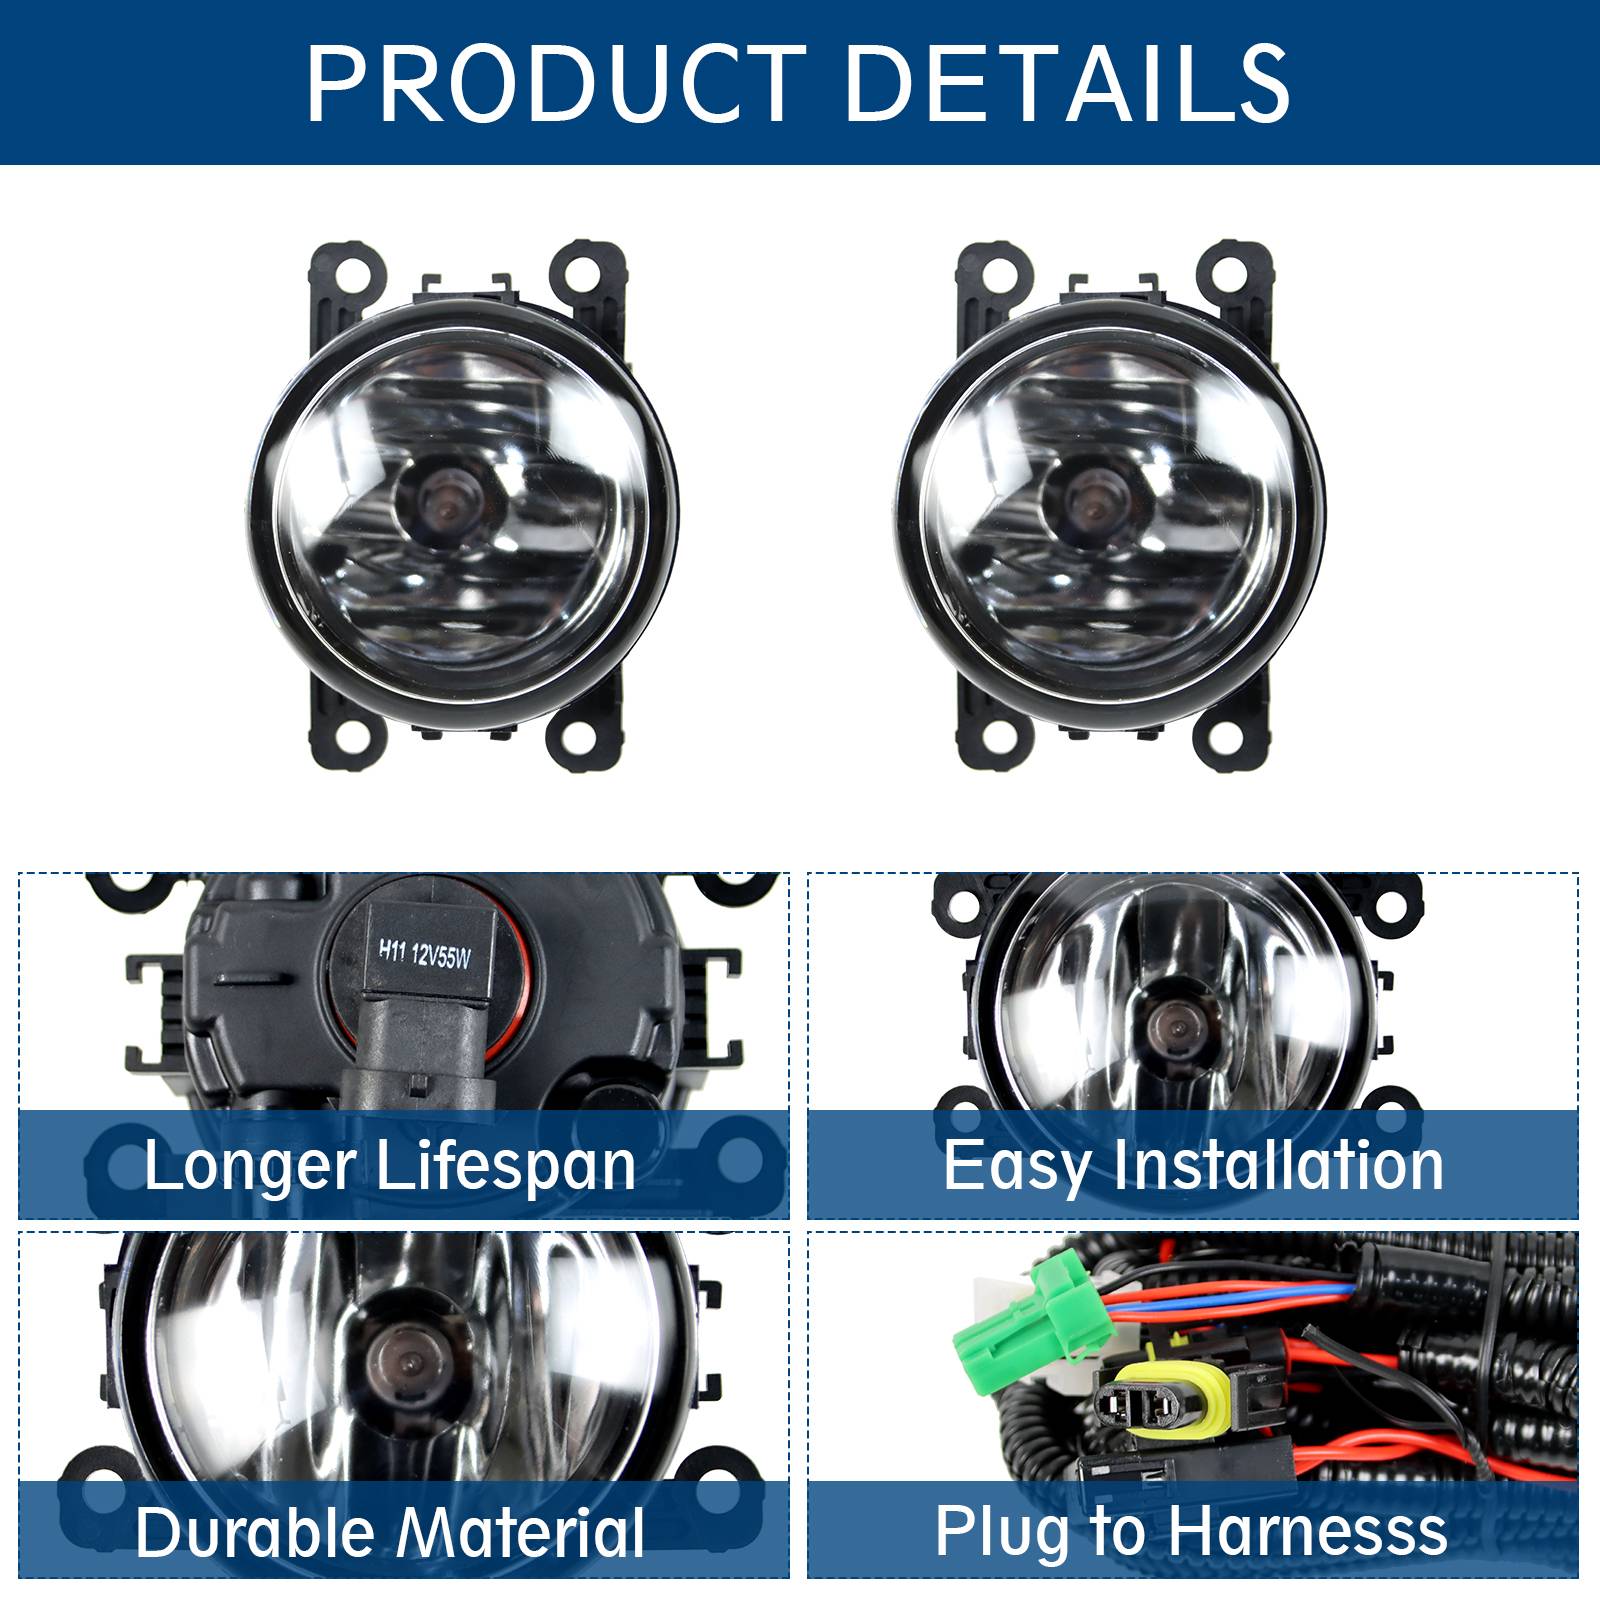 PRODUCT DETAILS
H11 12V55W
Longer Lifespan
Easy Installation
Durable Material
Plug to Harnesss